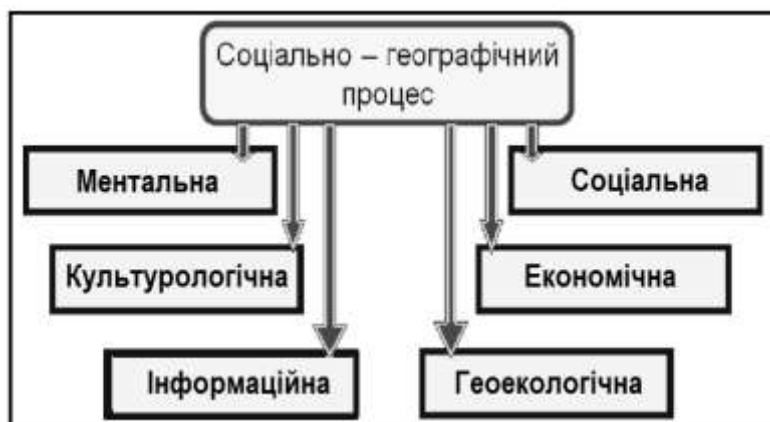 Соціально – географічний
процес
Ментальна
Соціальна
Культурологічна
Економічна
Інформаційна
Геоекологічна